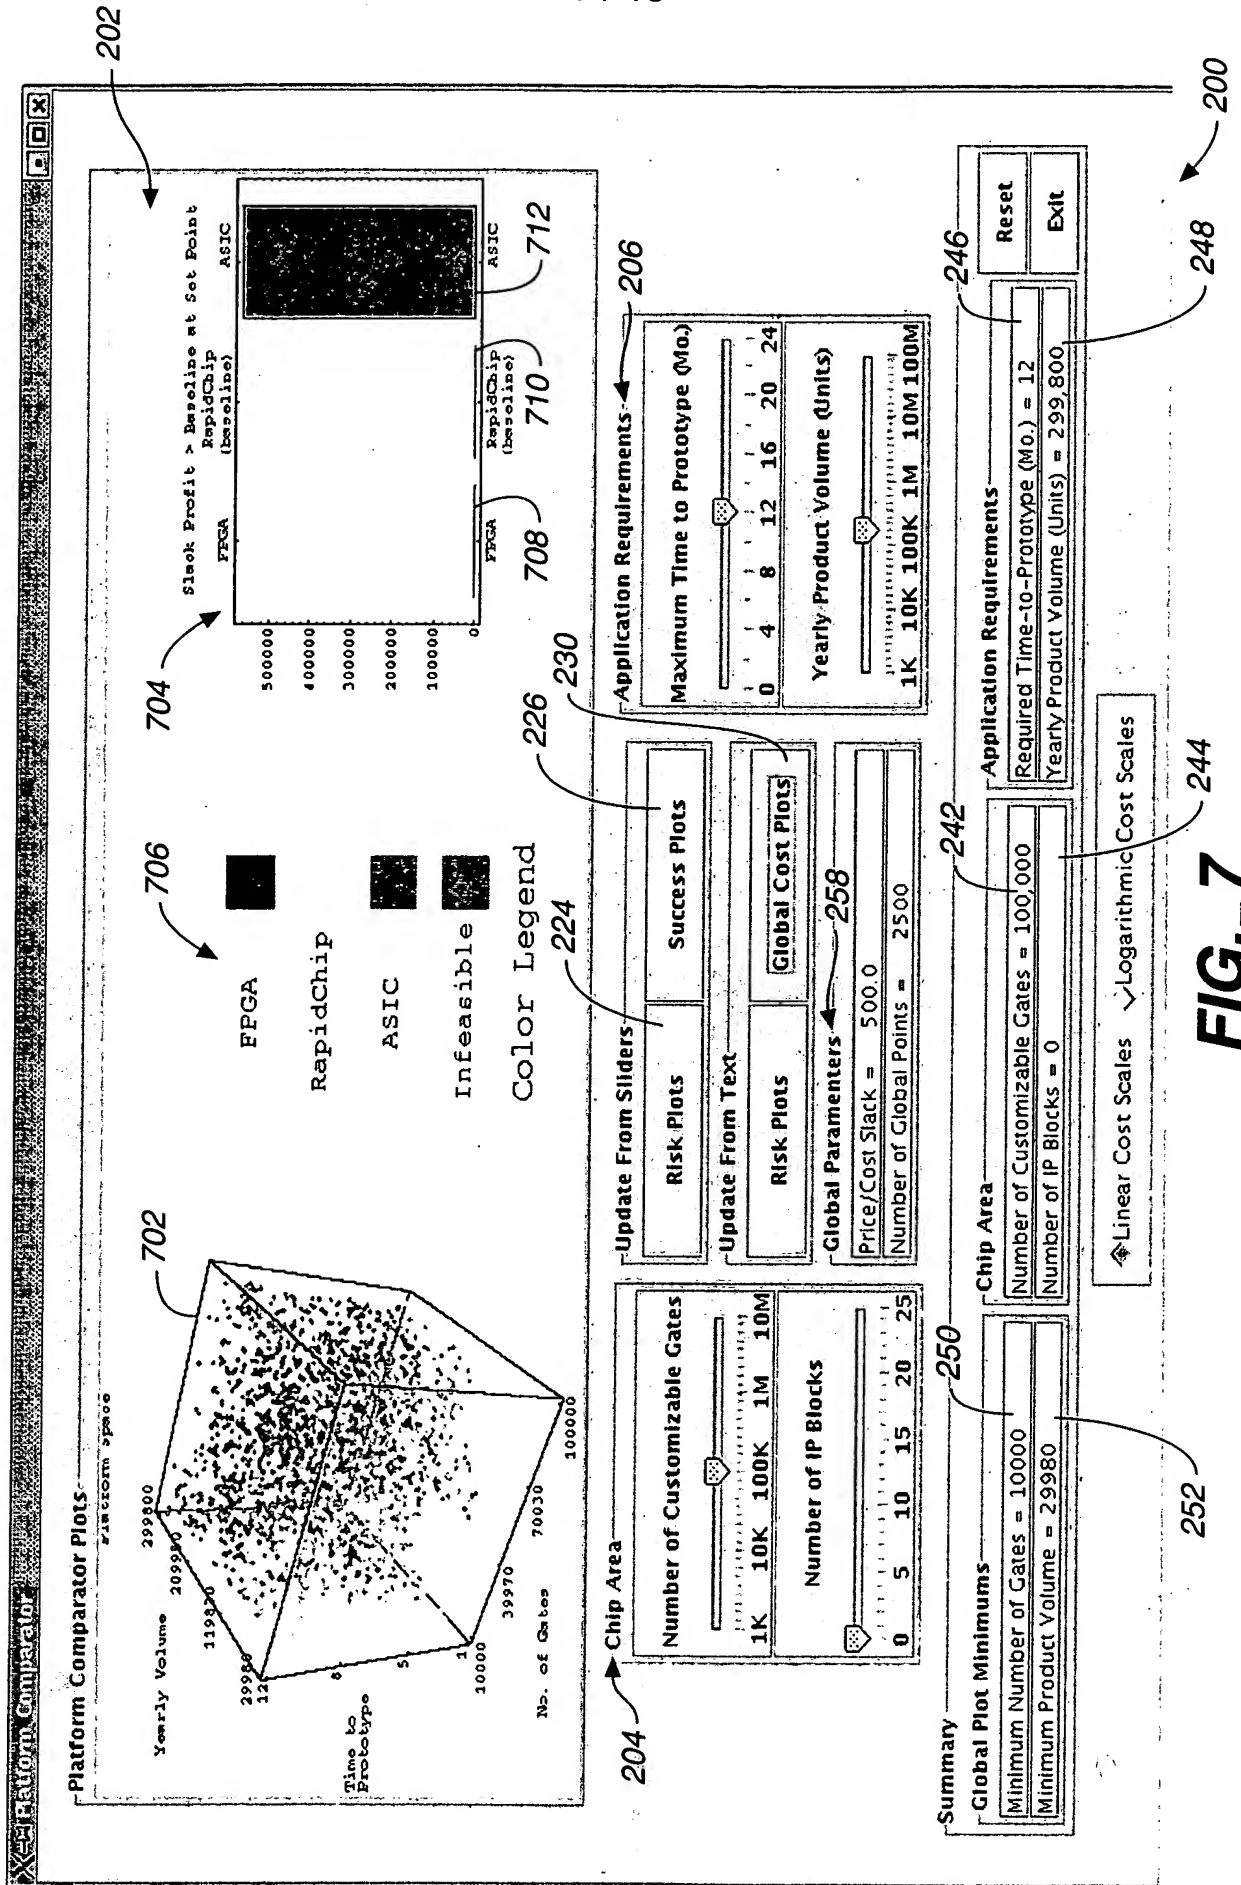 Platform Comparator
202
Platform Comparator Plots
Platform Space
702
Yearly Volume
299800
209980
119830
29980
12
8
5
1
Time to
Prototype
10000
39970
70030
100000
No. of Gates
706
FPGA
RapidChip
ASIC
Infeasible
Color Legend
704
Slack Profit > Baseline at Set Point
FPGA
RapidChip
(baseline)
ASIC
500000
400000
300000
200000
100000
0
FPGA
RapidChip
(baseline)
ASIC
708
710
712
204
Chip Area
Number of Customizable Gates
1K 10K 100K 1M 10M
Number of IP Blocks
0 5 10 15 20 25
Update From Sliders
224
226
Risk Plots
Success Plots
Update From Text
230
Risk Plots
Global Cost Plots
Global Paramenters
258
Price/Cost Slack = 500.0
Number of Global Points = 2500
Application Requirements
206
Maximum Time to Prototype (Mo.)
0 4 8 12 16 20 24
Yearly Product Volume (Units)
1K 10K 100K 1M 10M 100M
Summary
Global Plot Minimums
250
Minimum Number of Gates = 10000
Minimum Product Volume = 29980
252
Chip Area
242
Number of Customizable Gates = 100,000
Number of IP Blocks = 0
244
Application Requirements
246
Required Time-to-Prototype (Mo.) = 12
Yearly Product Volume (Units) = 299,800
248
Reset
Exit
Linear Cost Scales
Logarithmic Cost Scales
200
FIG._7